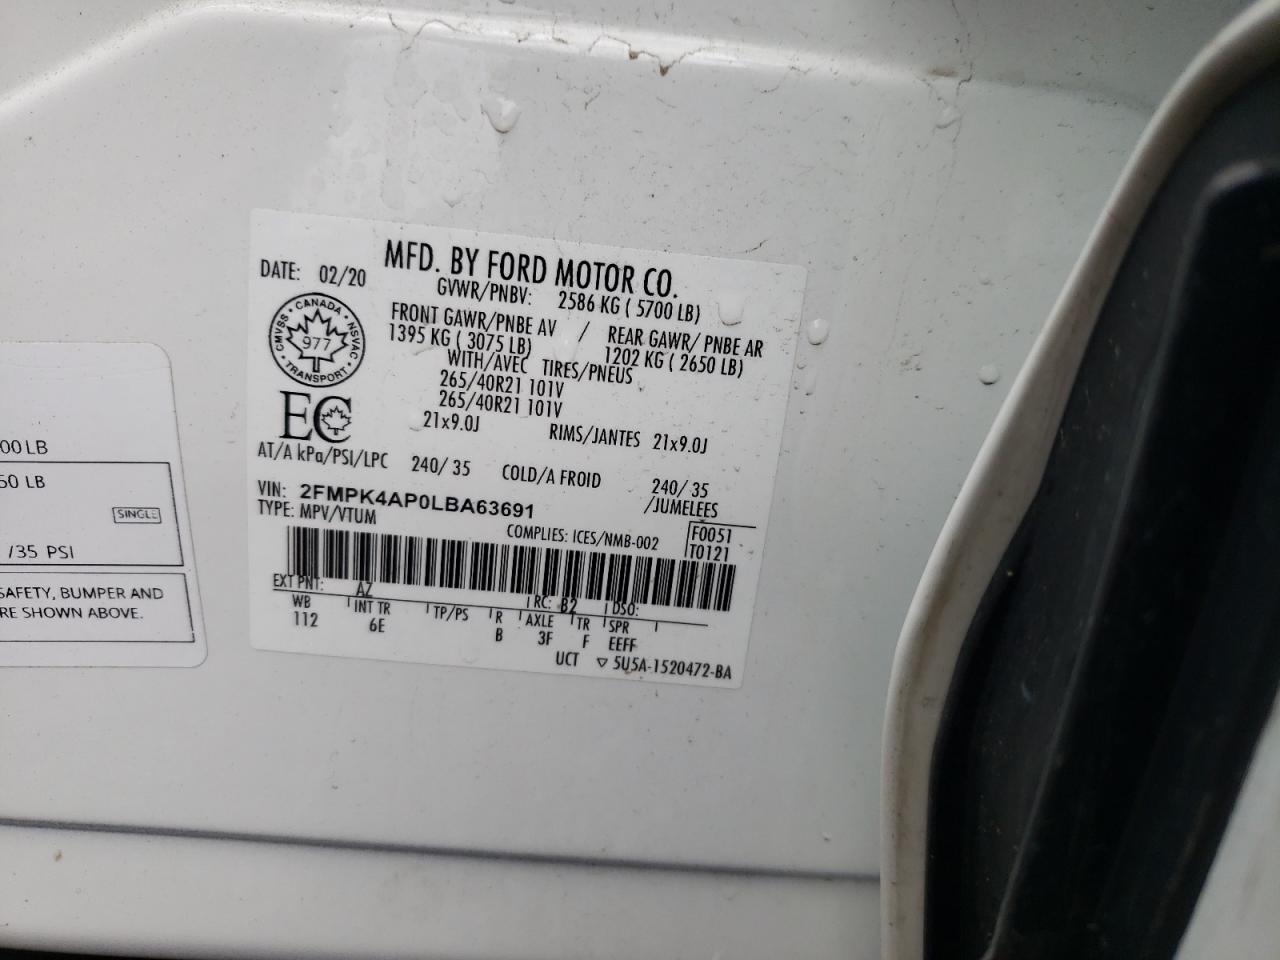 MFD. BY FORD MOTOR CO.
DATE: 02/20
GVWR/PNBV: 2586 KG ( 5700 LB)
FRONT GAWR/PNBE AV / REAR GAWR/ PNBE AR
1395 KG ( 3075 LB) 1202 KG ( 2650 LB)
WITH/AVEC TIRES/PNEUS
265/40R21 101V
265/40R21 101V
21x9.0J RIMS/JANTES 21x9.0J
CANADA
CMVSS · NSVAC
977
TRANSPORT
EC
AT/A kPa/PSI/LPC 240/ 35 COLD/A FROID 240/ 35
/JUMELEES
VIN: 2FMPK4AP0LBA63691
TYPE: MPV/VTUM
COMPLIES: ICES/NMB-002
F0051
T0121
EXT PNT: AZ RC: B2 DSO:
WB INT TR TP/PS R AXLE TR SPR
112 6E B 3F F EEFF
UCT ▽ 5U5A-1520472-BA
00 LB
50 LB
SINGLE
/35 PSI
SAFETY, BUMPER AND
RE SHOWN ABOVE.